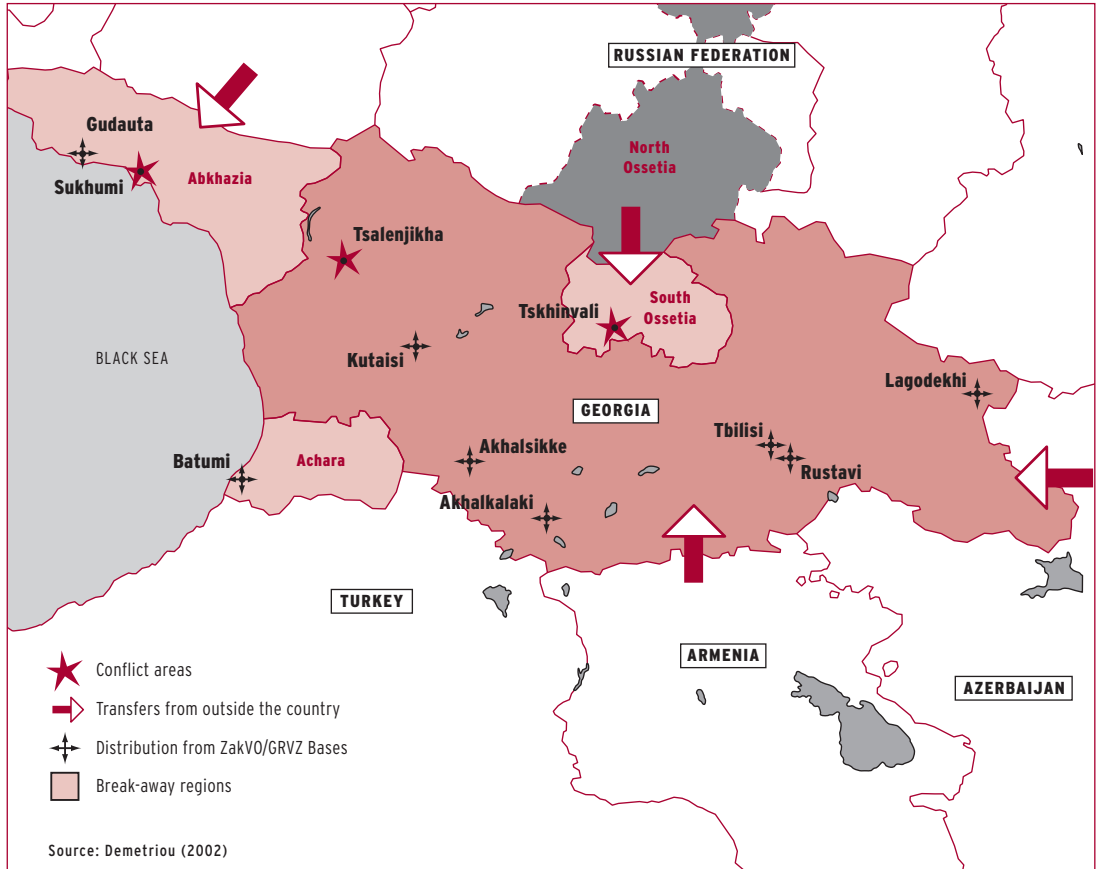 RUSSIAN FEDERATION
Gudauta
North
Ossetia
Abkhazia
Sukhumi
Tsalenjikha
South
Ossetia
Tskhinvali
BLACK SEA
Kutaisi
Lagodekhi
GEORGIA
Tbilisi
Akhalsikke
Batumi
Achara
Rustavi
Akhalkalaki
TURKEY
ARMENIA
AZERBAIJAN
Conflict areas
Transfers from outside the country
Distribution from ZakVO/GRVZ Bases
Break-away regions
Source: Demetriou (2002)